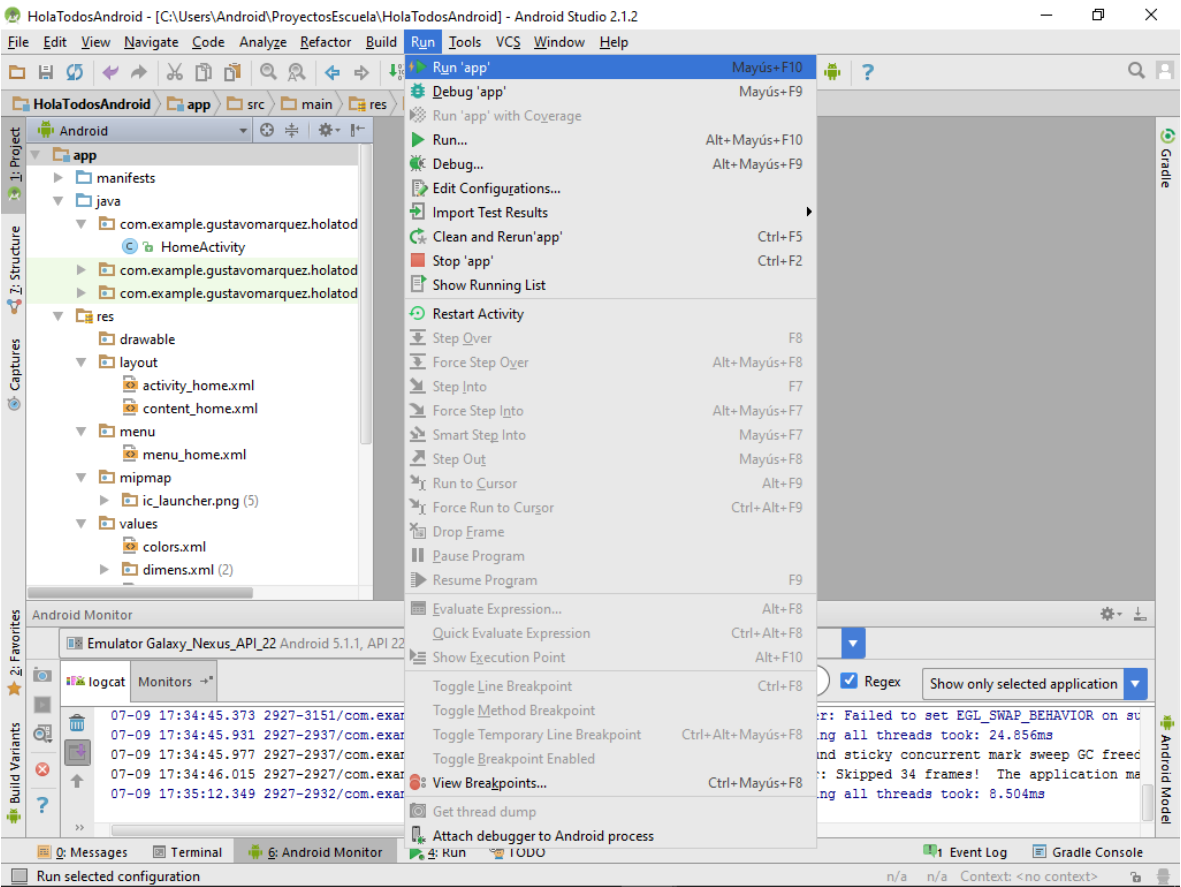 HolaTodosAndroid - [C:\Users\Android\ProyectosEscuela\HolaTodosAndroid] - Android Studio 2.1.2
File Edit View Navigate Code Analyze Refactor Build Run Tools VCS Window Help
HolaTodosAndroid app src main res
1: Project
7: Structure
Captures
2: Favorites
Build Variants
Android
app
manifests
java
com.example.gustavomarquez.holatod
HomeActivity
com.example.gustavomarquez.holatod
com.example.gustavomarquez.holatod
res
drawable
layout
activity_home.xml
content_home.xml
menu
menu_home.xml
mipmap
ic_launcher.png (5)
values
colors.xml
dimens.xml (2)
Run 'app' Mayús+F10
Debug 'app' Mayús+F9
Run 'app' with Coverage
Run... Alt+Mayús+F10
Debug... Alt+Mayús+F9
Edit Configurations...
Import Test Results
Clean and Rerun'app' Ctrl+F5
Stop 'app' Ctrl+F2
Show Running List
Restart Activity
Step Over F8
Force Step Over Alt+Mayús+F8
Step Into F7
Force Step Into Alt+Mayús+F7
Smart Step Into Mayús+F7
Step Out Mayús+F8
Run to Cursor Alt+F9
Force Run to Cursor Ctrl+Alt+F9
Drop Frame
Pause Program
Resume Program F9
Evaluate Expression... Alt+F8
Quick Evaluate Expression Ctrl+Alt+F8
Show Execution Point Alt+F10
Toggle Line Breakpoint Ctrl+F8
Toggle Method Breakpoint
Toggle Temporary Line Breakpoint Ctrl+Alt+Mayús+F8
Toggle Breakpoint Enabled
View Breakpoints... Ctrl+Mayús+F8
Get thread dump
Attach debugger to Android process
Gradle
Android Model
Android Monitor
Emulator Galaxy_Nexus_API_22 Android 5.1.1, API 22
logcat Monitors Regex Show only selected application
07-09 17:34:45.373 2927-3151/com.exam er: Failed to set EGL_SWAP_BEHAVIOR on su
07-09 17:34:45.931 2927-2937/com.exam ng all threads took: 24.856ms
07-09 17:34:45.977 2927-2937/com.exam nd sticky concurrent mark sweep GC freed
07-09 17:34:46.015 2927-2927/com.exam r: Skipped 34 frames! The application ma
07-09 17:35:12.349 2927-2932/com.exam ng all threads took: 8.504ms
0: Messages Terminal 6: Android Monitor 4: Run TODO 1 Event Log Gradle Console
Run selected configuration n/a n/a Context: <no context>